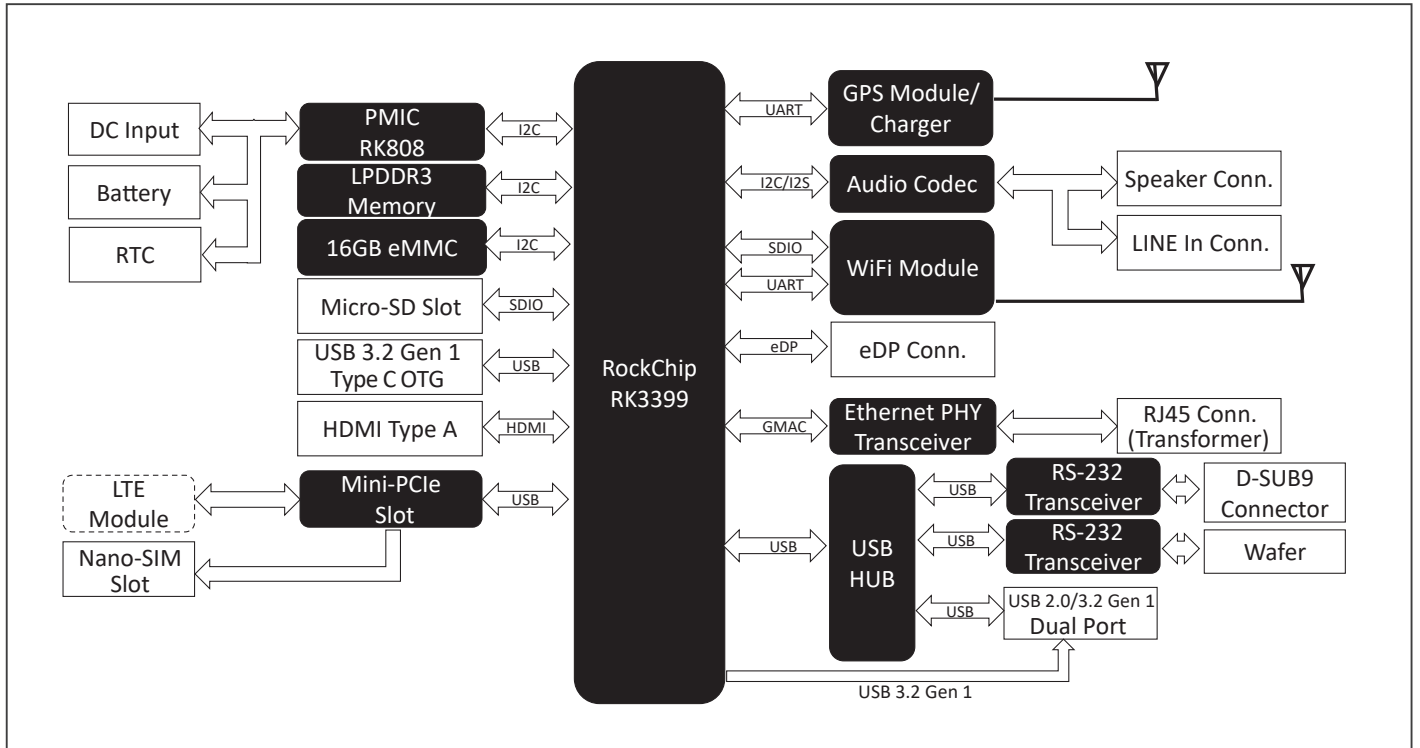 DC Input
Battery
RTC
PMIC
RK808
I2C
LPDDR3
Memory
I2C
16GB eMMC
I2C
Micro-SD Slot
SDIO
USB 3.2 Gen 1
Type C OTG
USB
HDMI Type A
HDMI
LTE
Module
Mini-PCIe
Slot
USB
Nano-SIM
Slot
RockChip
RK3399
UART
GPS Module/
Charger
I2C/I2S
Audio Codec
Speaker Conn.
LINE In Conn.
SDIO
UART
WiFi Module
eDP
eDP Conn.
GMAC
Ethernet PHY
Transceiver
RJ45 Conn.
(Transformer)
USB
USB
HUB
USB
RS-232
Transceiver
D-SUB9
Connector
USB
RS-232
Transceiver
Wafer
USB
USB 2.0/3.2 Gen 1
Dual Port
USB 3.2 Gen 1